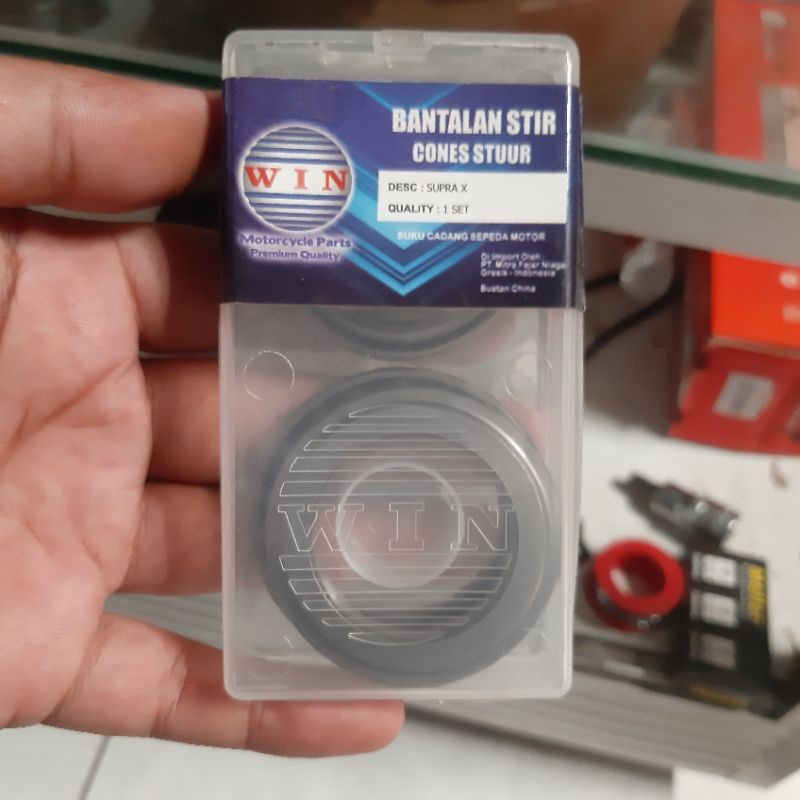 BANTALAN STIR
CONES STUUR
WIN
DESC : SUPRA X
QUALITY : 1 SET
Motorcycle Parts
Premium Quality
SUKU CADANG SEPEDA MOTOR
Di Import Oleh
PT. Mitra Fajar Niaga
Gresik - Indonesia
Buatan China
WIN